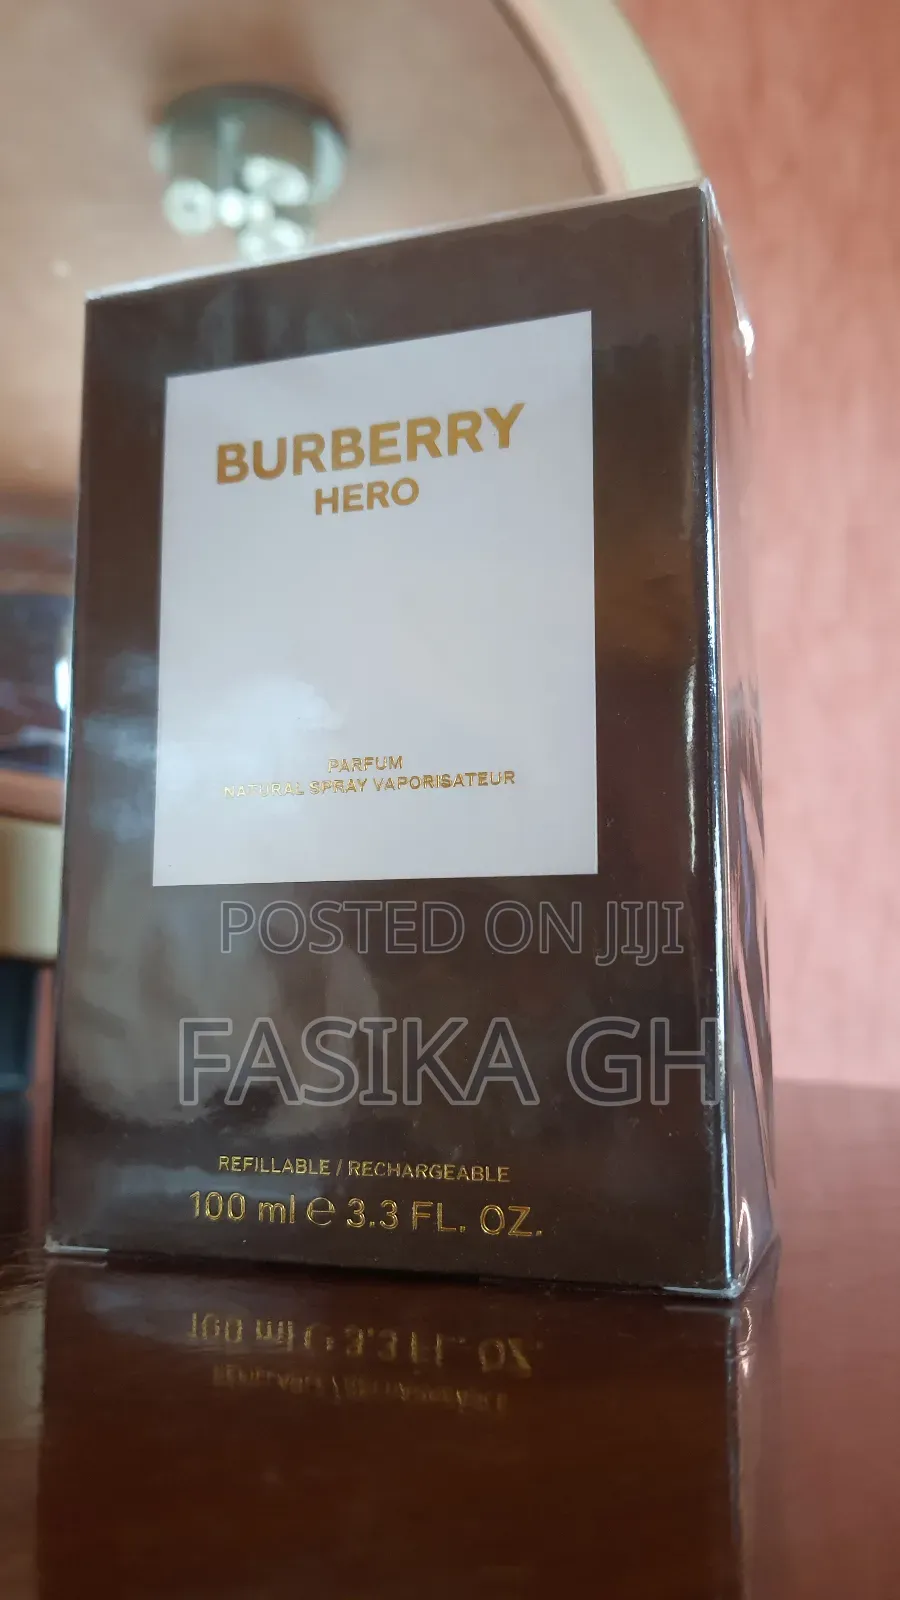 BURBERRY
HERO
PARFUM
NATURAL SPRAY VAPORISATEUR
POSTED ON JIJI
FASIKA GH
REFILLABLE / RECHARGEABLE
100 ml ℮ 3.3 FL. OZ.